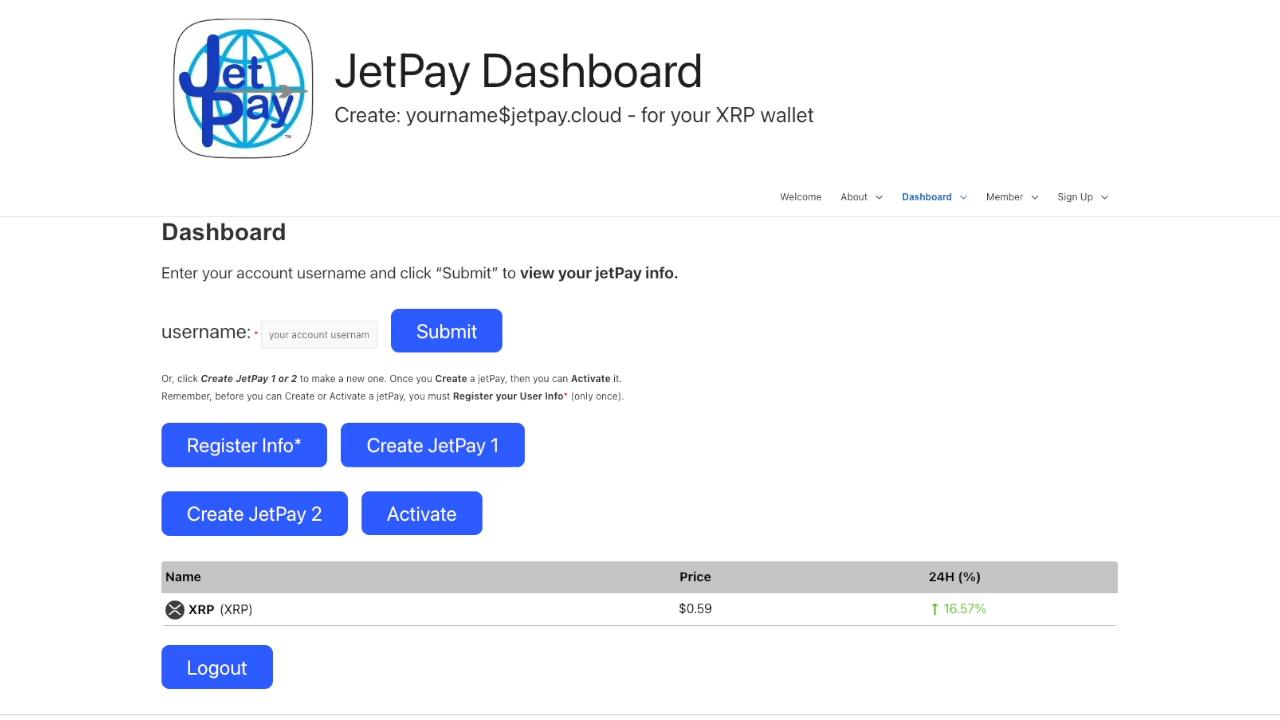 Jet
Pay
™
JetPay Dashboard
Create: yourname$jetpay.cloud - for your XRP wallet
Welcome About Dashboard Member Sign Up
Dashboard
Enter your account username and click “Submit” to view your jetPay info.
username: * your account usernam Submit
Or, click Create JetPay 1 or 2 to make a new one. Once you Create a jetPay, then you can Activate it.
Remember, before you can Create or Activate a jetPay, you must Register your User Info* (only once).
Register Info* Create JetPay 1
Create JetPay 2 Activate
Name Price 24H (%)
XRP (XRP) $0.59 ↑ 16.57%
Logout